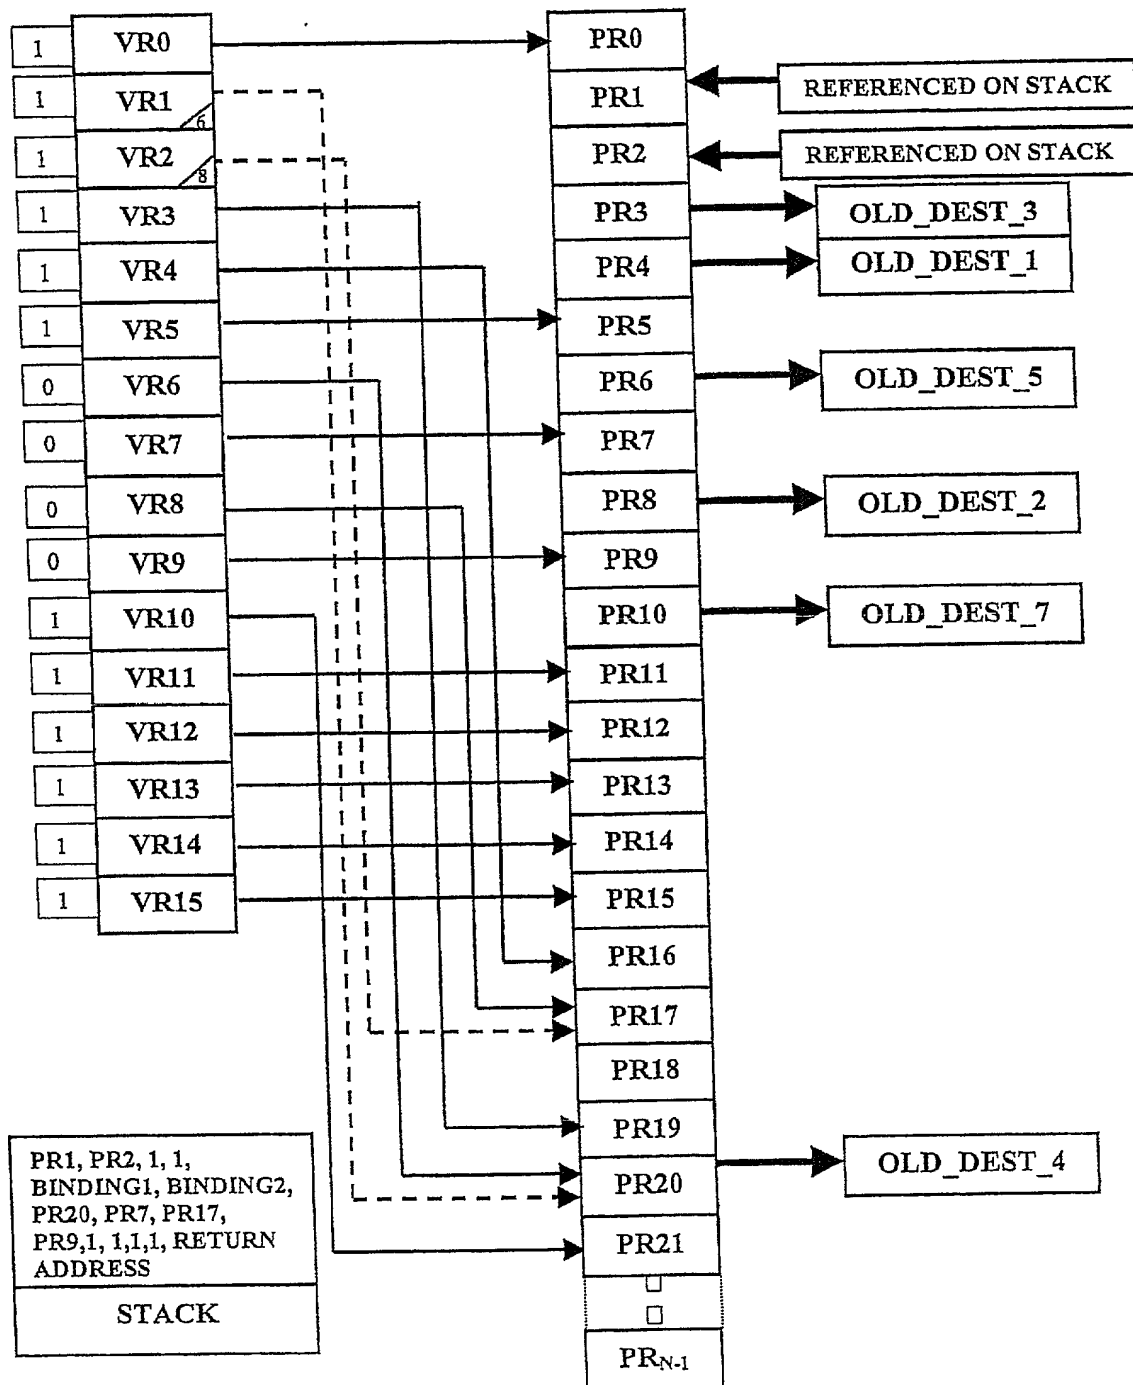 1 VR0 PR0
1 VR1 6 PR1 REFERENCED ON STACK
1 VR2 8 PR2 REFERENCED ON STACK
1 VR3 PR3 OLD_DEST_3
1 VR4 PR4 OLD_DEST_1
1 VR5 PR5
0 VR6 PR6 OLD_DEST_5
0 VR7 PR7
0 VR8 PR8 OLD_DEST_2
0 VR9 PR9
1 VR10 PR10 OLD_DEST_7
1 VR11 PR11
1 VR12 PR12
1 VR13 PR13
1 VR14 PR14
1 VR15 PR15
PR16
PR17
PR18
PR19
PR20 OLD_DEST_4
PR21
PRN-1
PR1, PR2, 1, 1,
BINDING1, BINDING2,
PR20, PR7, PR17,
PR9,1, 1,1,1, RETURN
ADDRESS
STACK